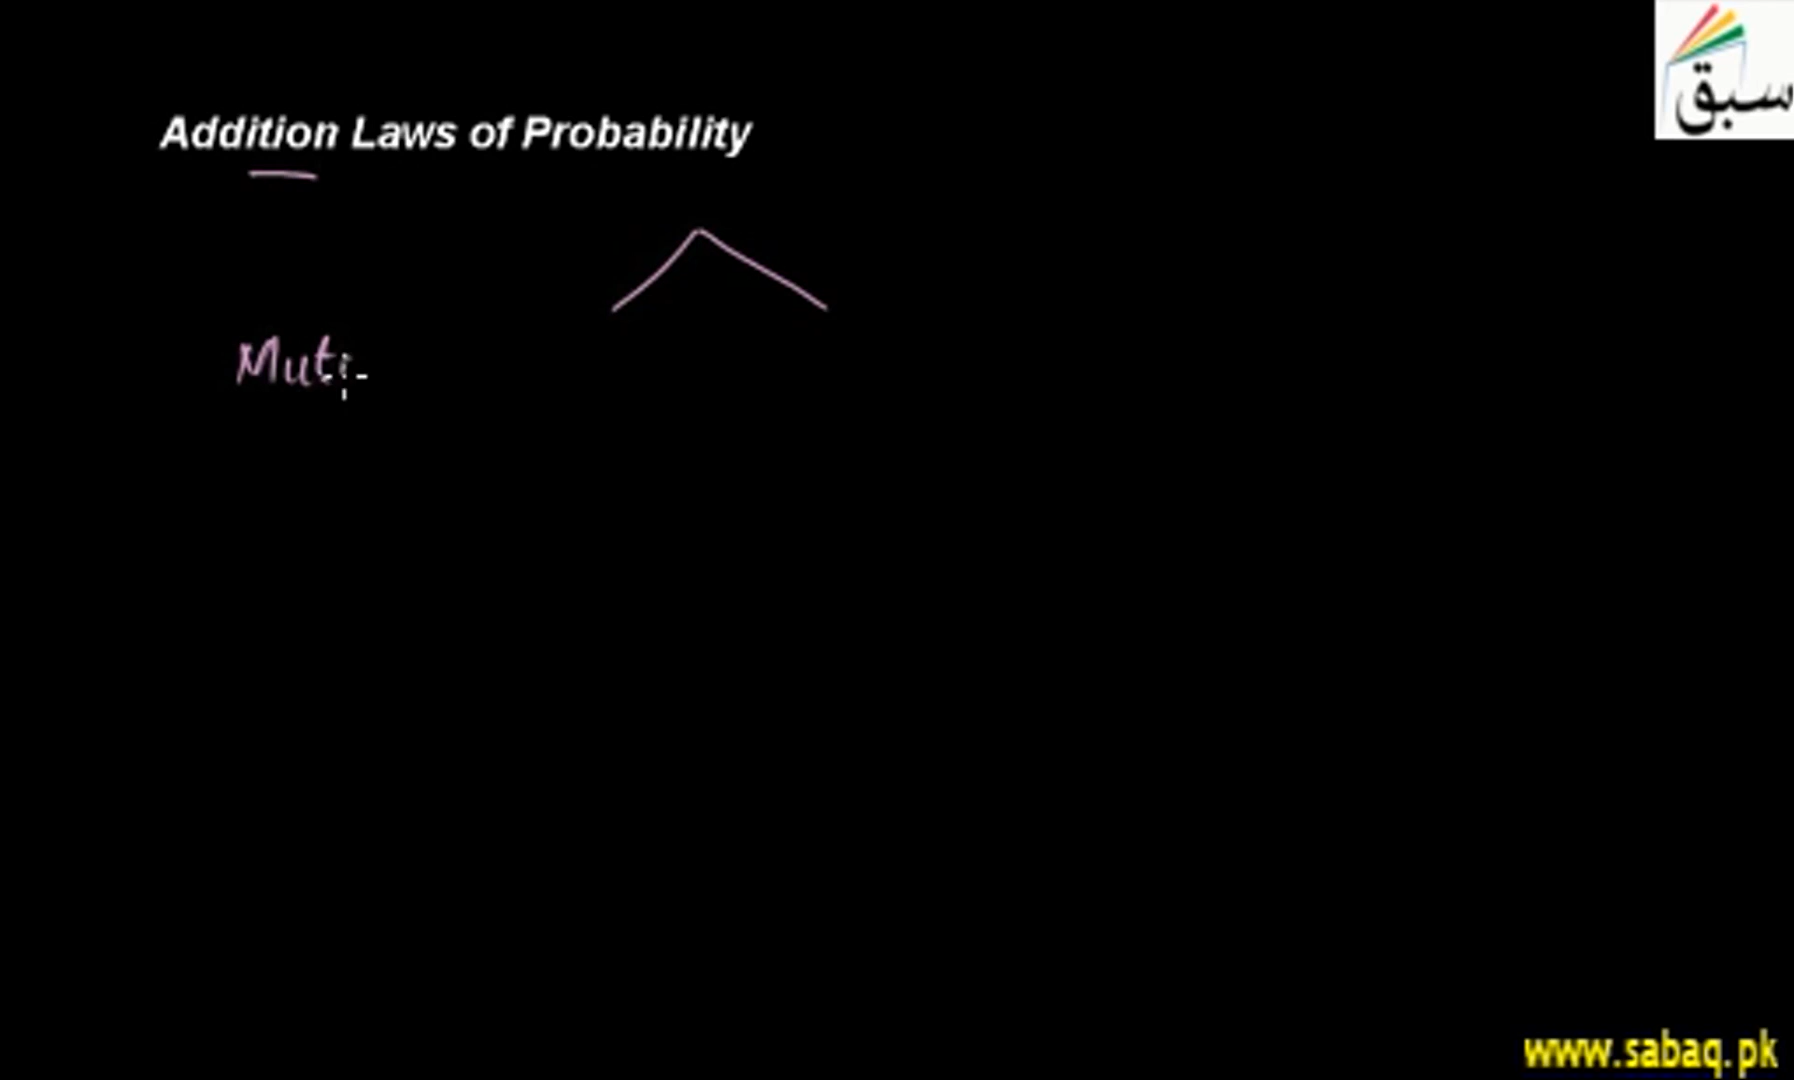 سبق
Addition Laws of Probability
Mut
www.sabaq.pk